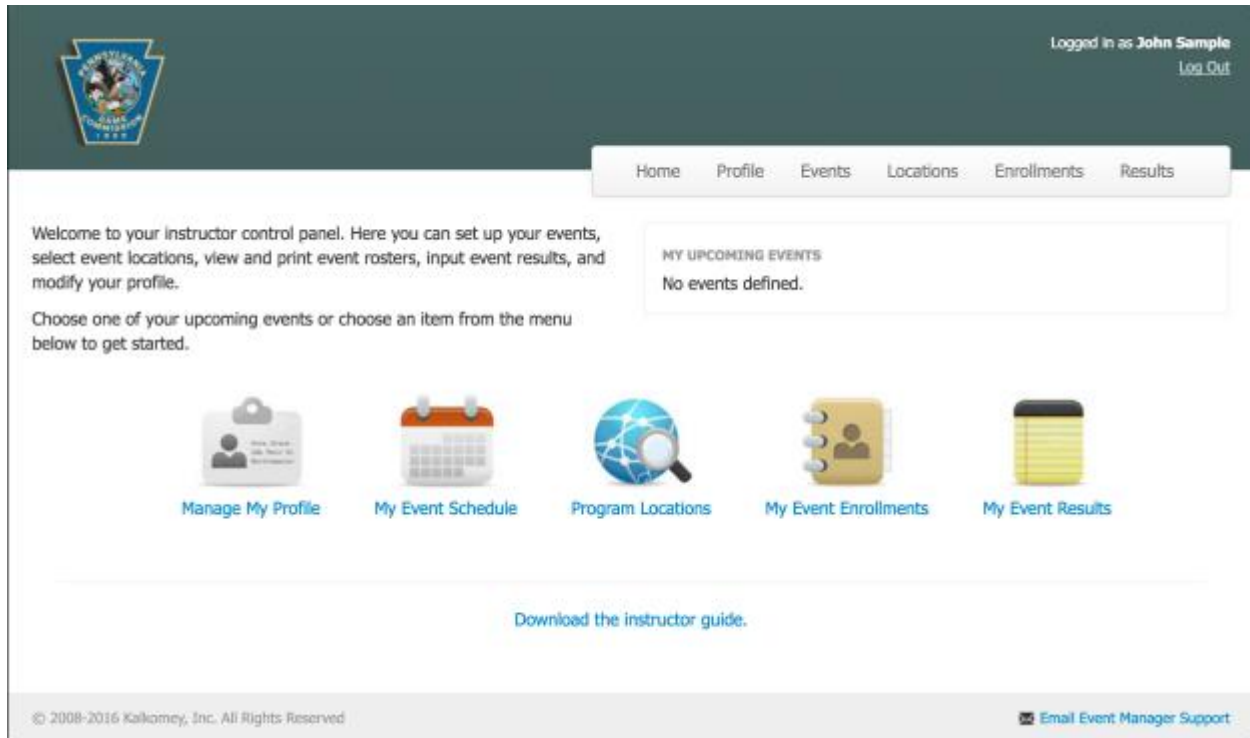 PENNSYLVANIA
GAME
COMMISSION
Logged in as John Sample
Log Out
Home Profile Events Locations Enrollments Results
Welcome to your instructor control panel. Here you can set up your events,
select event locations, view and print event rosters, input event results, and
modify your profile.
Choose one of your upcoming events or choose an item from the menu
below to get started.
MY UPCOMING EVENTS
No events defined.
Manage My Profile My Event Schedule Program Locations My Event Enrollments My Event Results
Download the instructor guide.
© 2008-2016 Kalkomey, Inc. All Rights Reserved
Email Event Manager Support